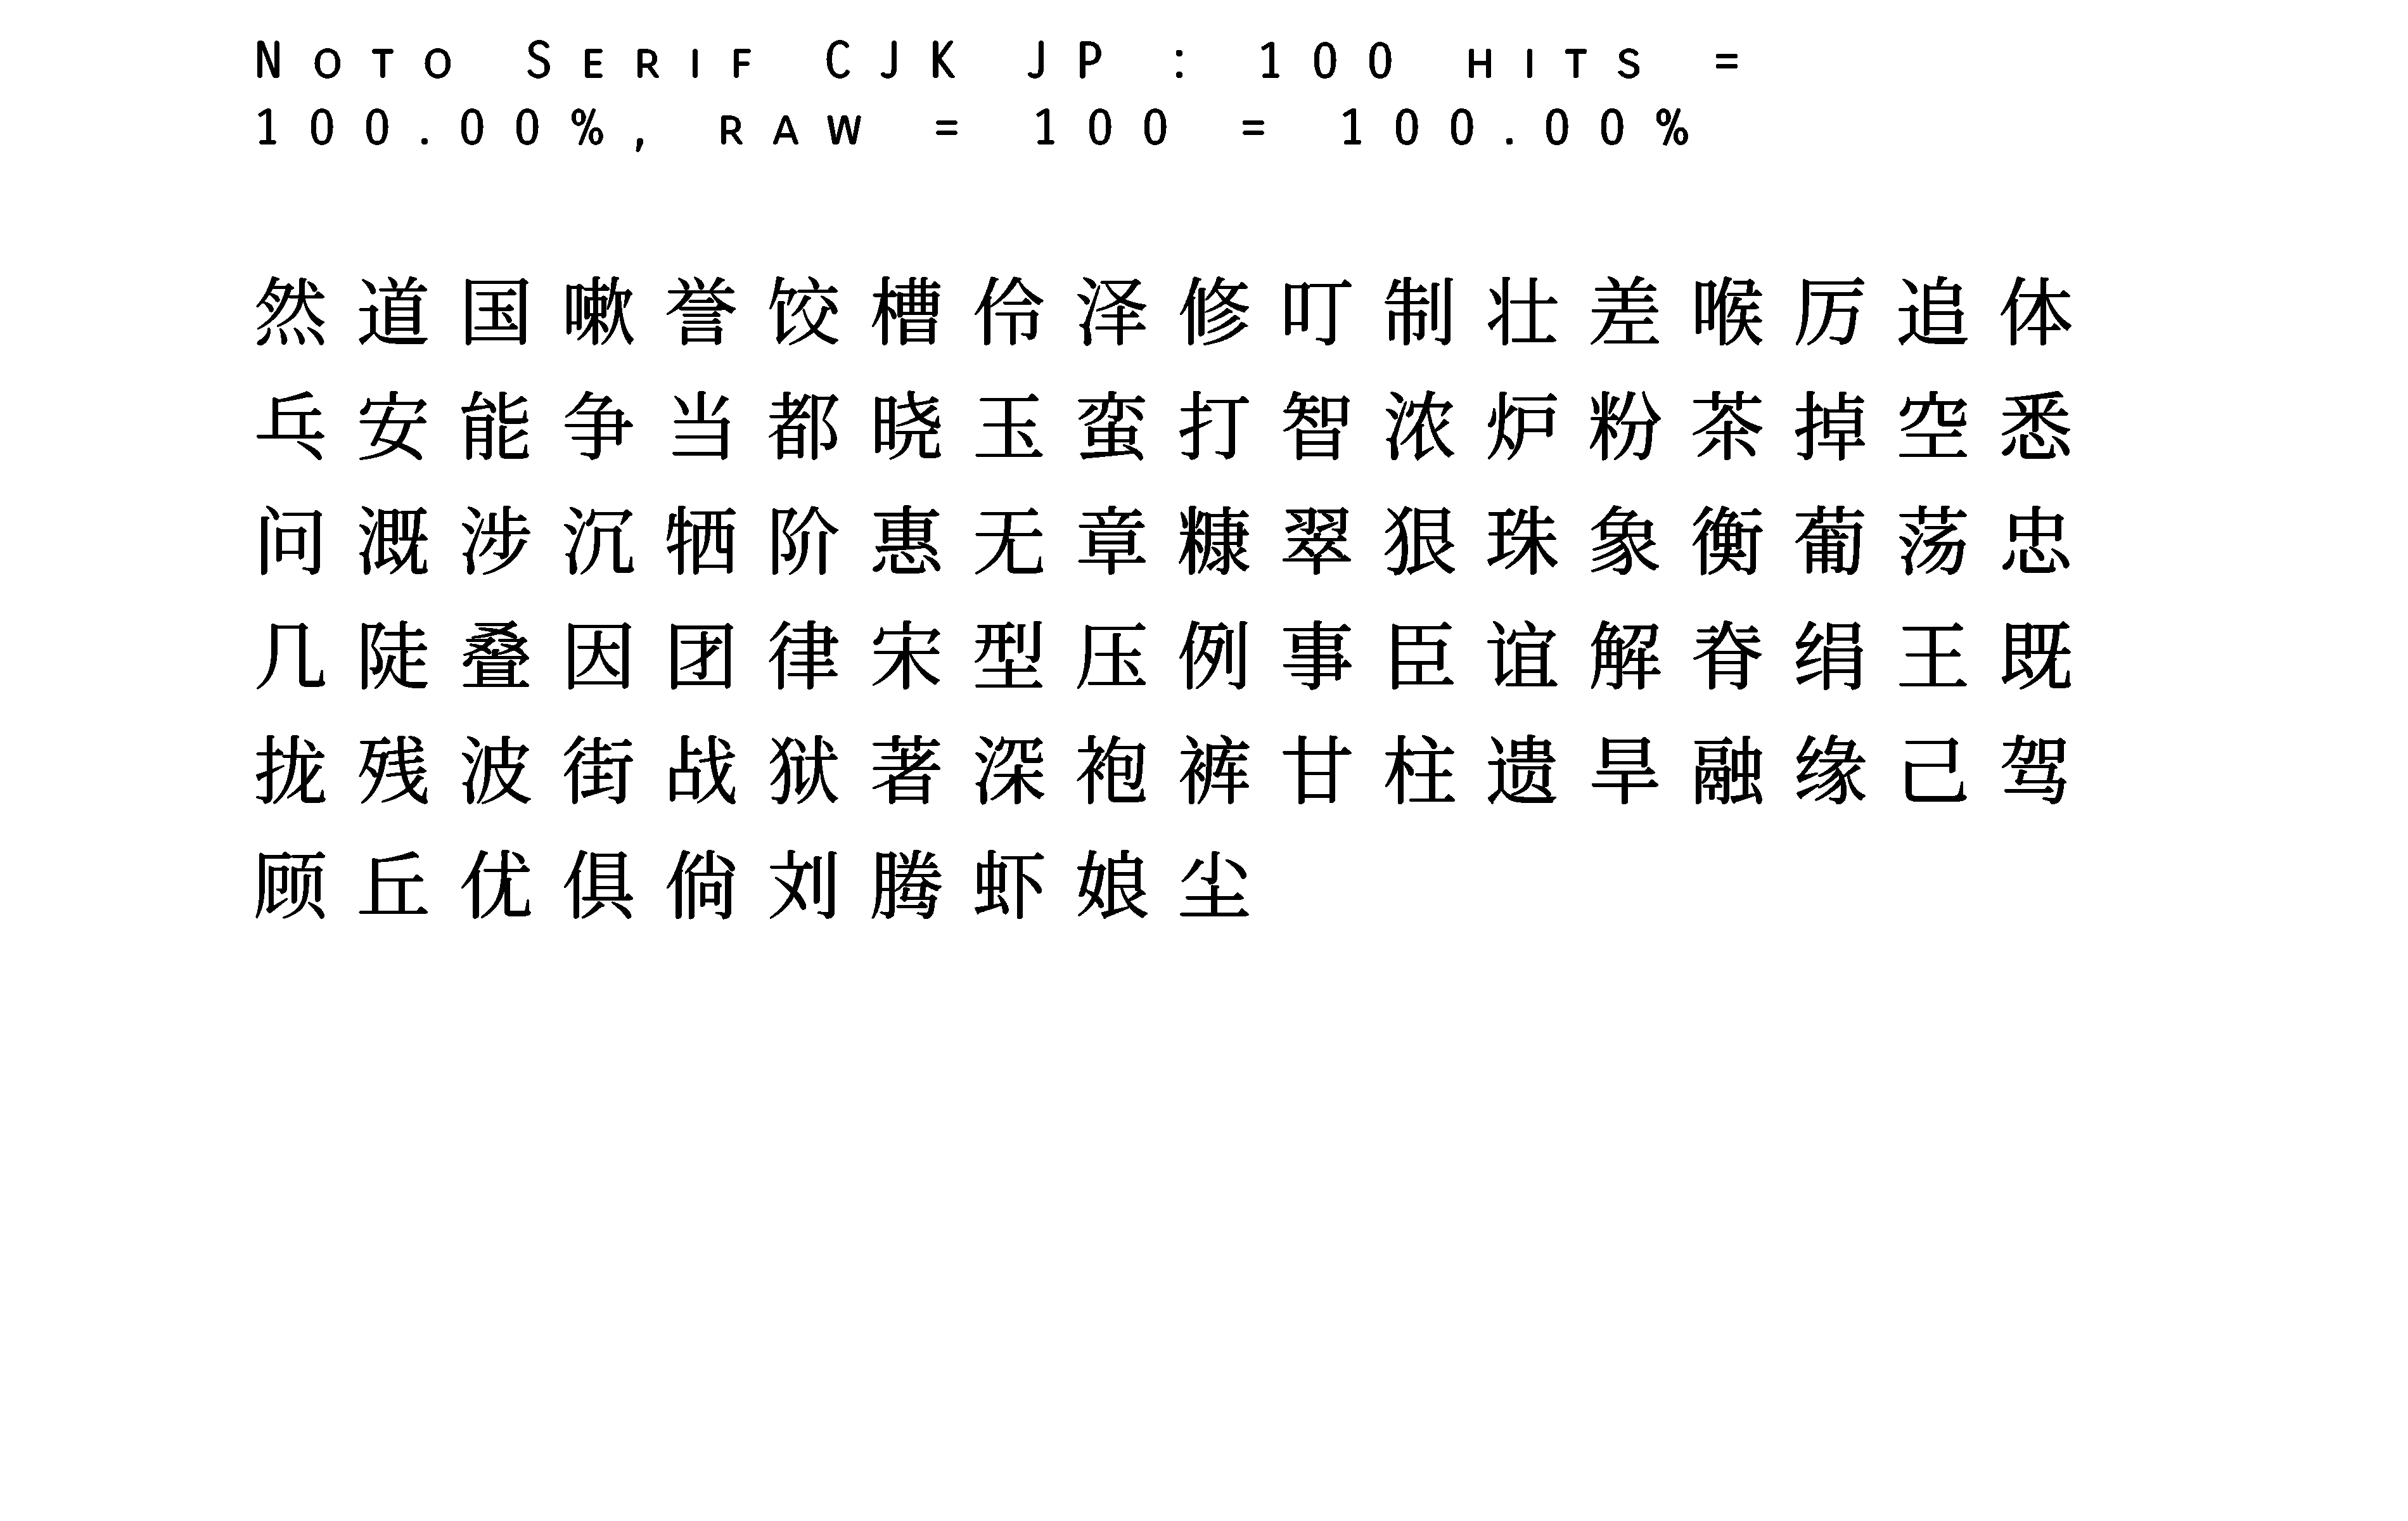 Noto Serif CJK JP : 100 hits =
100.00%, raw = 100 = 100.00%
然道国嗽誉饺槽伶泽修叮制壮差喉厉追体
乓安能争当都晓玉蛮打智浓炉粉茶掉空悉
问溉涉沉牺阶惠无章糠翠狠珠象衡葡荡忠
几陡叠因团律宋型压例事臣谊解脊绢王既
拢残波街战狱著深袍裤甘柱遗旱融缘己驾
顾丘优俱倘刘腾虾娘尘